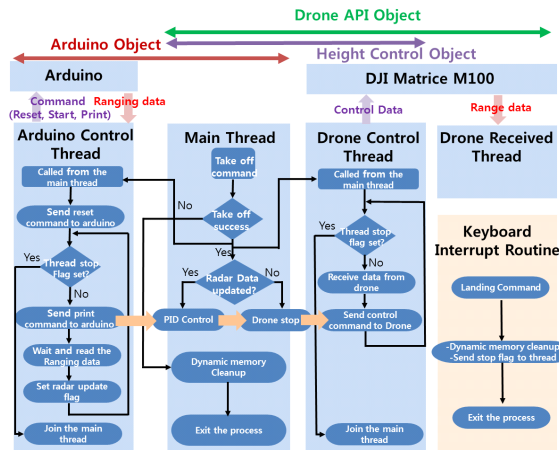 Drone API Object
Arduino Object
Height Control Object
Arduino
DJI Matrice M100
Command
(Reset, Start, Print)
Ranging data
Control Data
Range data
Arduino Control
Thread
Called from the
main thread
Send reset
command to arduino
Yes
Thread stop
Flag set?
No
Send print
command to arduino
Wait and read the
Ranging data
Set radar update
flag
Join the main
thread
Main Thread
Take off
command
No
Take off
success
Yes
Yes
Radar Data
updated?
No
PID Control
Drone stop
Dynamic memory
Cleanup
Exit the process
Drone Control
Thread
Called from the
main thread
Yes
Thread stop
flag set?
No
Receive data from
drone
Send control
command to Drone
Join the main
thread
Drone Received
Thread
Keyboard
Interrupt Routine
Landing Command
-Dynamic memory cleanup
-Send stop flag to thread
Exit the process